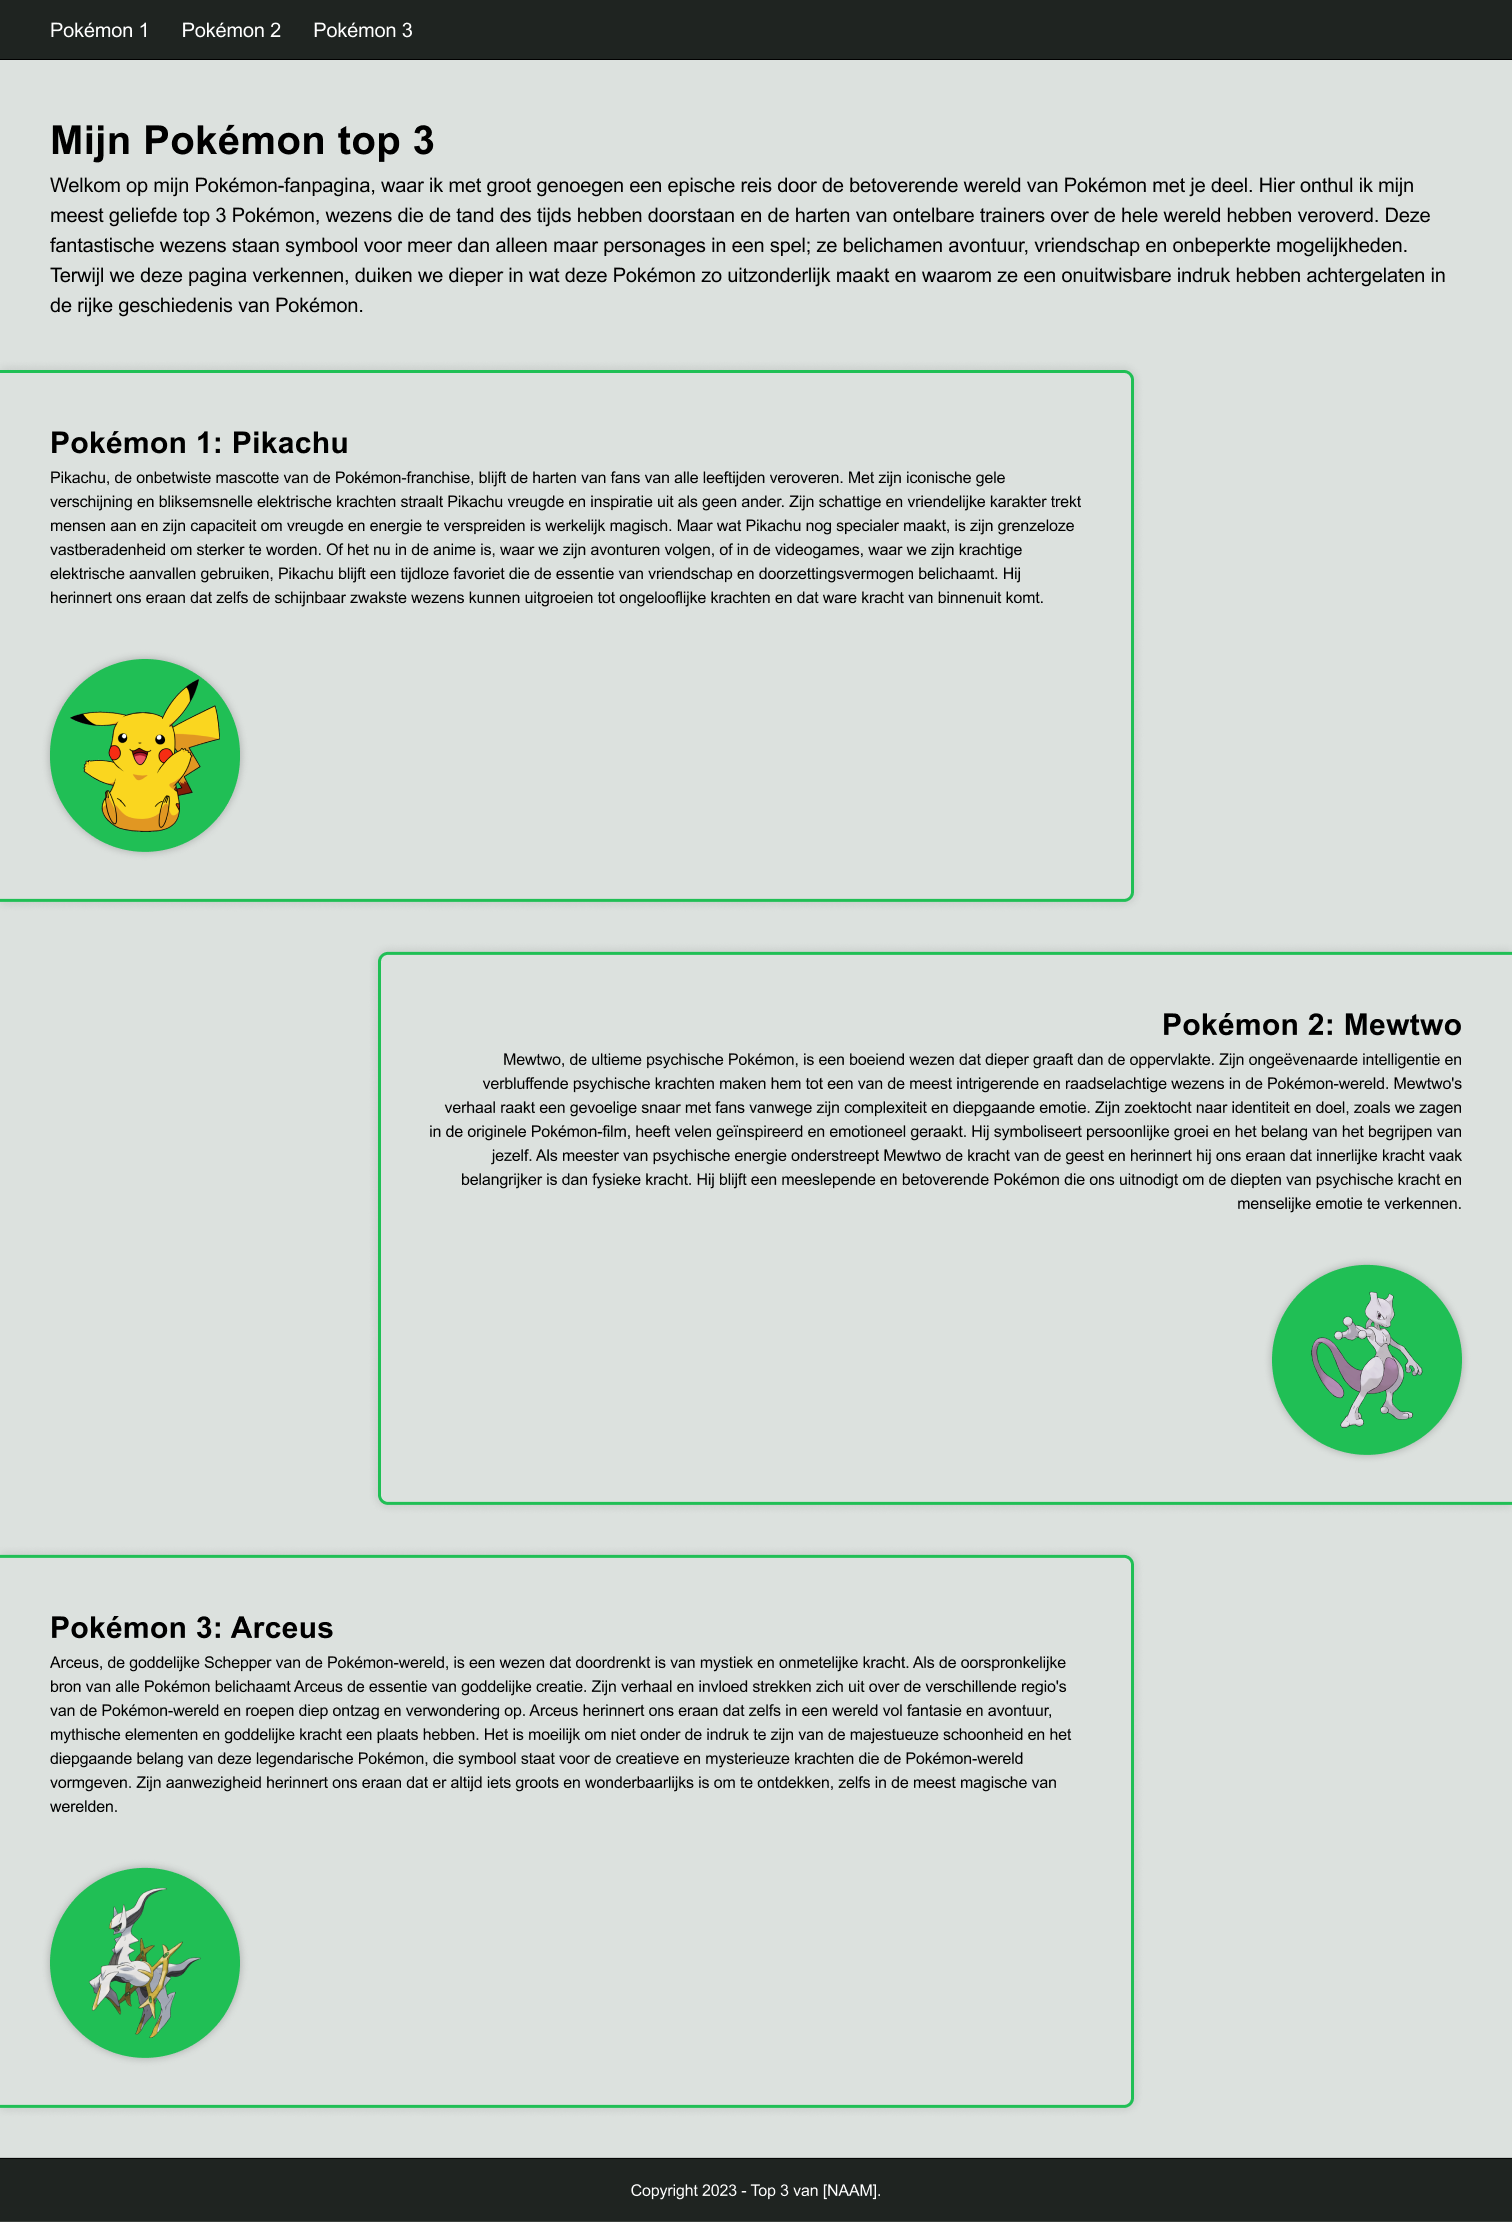 Pokémon 1 Pokémon 2 Pokémon 3
Mijn Pokémon top 3
Welkom op mijn Pokémon-fanpagina, waar ik met groot genoegen een epische reis door de betoverende wereld van Pokémon met je deel. Hier onthul ik mijn
meest geliefde top 3 Pokémon, wezens die de tand des tijds hebben doorstaan en de harten van ontelbare trainers over de hele wereld hebben veroverd. Deze
fantastische wezens staan symbool voor meer dan alleen maar personages in een spel; ze belichamen avontuur, vriendschap en onbeperkte mogelijkheden.
Terwijl we deze pagina verkennen, duiken we dieper in wat deze Pokémon zo uitzonderlijk maakt en waarom ze een onuitwisbare indruk hebben achtergelaten in
de rijke geschiedenis van Pokémon.
Pokémon 1: Pikachu
Pikachu, de onbetwiste mascotte van de Pokémon-franchise, blijft de harten van fans van alle leeftijden veroveren. Met zijn iconische gele
verschijning en bliksemsnelle elektrische krachten straalt Pikachu vreugde en inspiratie uit als geen ander. Zijn schattige en vriendelijke karakter trekt
mensen aan en zijn capaciteit om vreugde en energie te verspreiden is werkelijk magisch. Maar wat Pikachu nog specialer maakt, is zijn grenzeloze
vastberadenheid om sterker te worden. Of het nu in de anime is, waar we zijn avonturen volgen, of in de videogames, waar we zijn krachtige
elektrische aanvallen gebruiken, Pikachu blijft een tijdloze favoriet die de essentie van vriendschap en doorzettingsvermogen belichaamt. Hij
herinnert ons eraan dat zelfs de schijnbaar zwakste wezens kunnen uitgroeien tot ongelooflijke krachten en dat ware kracht van binnenuit komt.
Pokémon 2: Mewtwo
Mewtwo, de ultieme psychische Pokémon, is een boeiend wezen dat dieper graaft dan de oppervlakte. Zijn ongeëvenaarde intelligentie en
verbluffende psychische krachten maken hem tot een van de meest intrigerende en raadselachtige wezens in de Pokémon-wereld. Mewtwo's
verhaal raakt een gevoelige snaar met fans vanwege zijn complexiteit en diepgaande emotie. Zijn zoektocht naar identiteit en doel, zoals we zagen
in de originele Pokémon-film, heeft velen geïnspireerd en emotioneel geraakt. Hij symboliseert persoonlijke groei en het belang van het begrijpen van
jezelf. Als meester van psychische energie onderstreept Mewtwo de kracht van de geest en herinnert hij ons eraan dat innerlijke kracht vaak
belangrijker is dan fysieke kracht. Hij blijft een meeslepende en betoverende Pokémon die ons uitnodigt om de diepten van psychische kracht en
menselijke emotie te verkennen.
Pokémon 3: Arceus
Arceus, de goddelijke Schepper van de Pokémon-wereld, is een wezen dat doordrenkt is van mystiek en onmetelijke kracht. Als de oorspronkelijke
bron van alle Pokémon belichaamt Arceus de essentie van goddelijke creatie. Zijn verhaal en invloed strekken zich uit over de verschillende regio's
van de Pokémon-wereld en roepen diep ontzag en verwondering op. Arceus herinnert ons eraan dat zelfs in een wereld vol fantasie en avontuur,
mythische elementen en goddelijke kracht een plaats hebben. Het is moeilijk om niet onder de indruk te zijn van de majestueuze schoonheid en het
diepgaande belang van deze legendarische Pokémon, die symbool staat voor de creatieve en mysterieuze krachten die de Pokémon-wereld
vormgeven. Zijn aanwezigheid herinnert ons eraan dat er altijd iets groots en wonderbaarlijks is om te ontdekken, zelfs in de meest magische van
werelden.
Copyright 2023 - Top 3 van [NAAM].